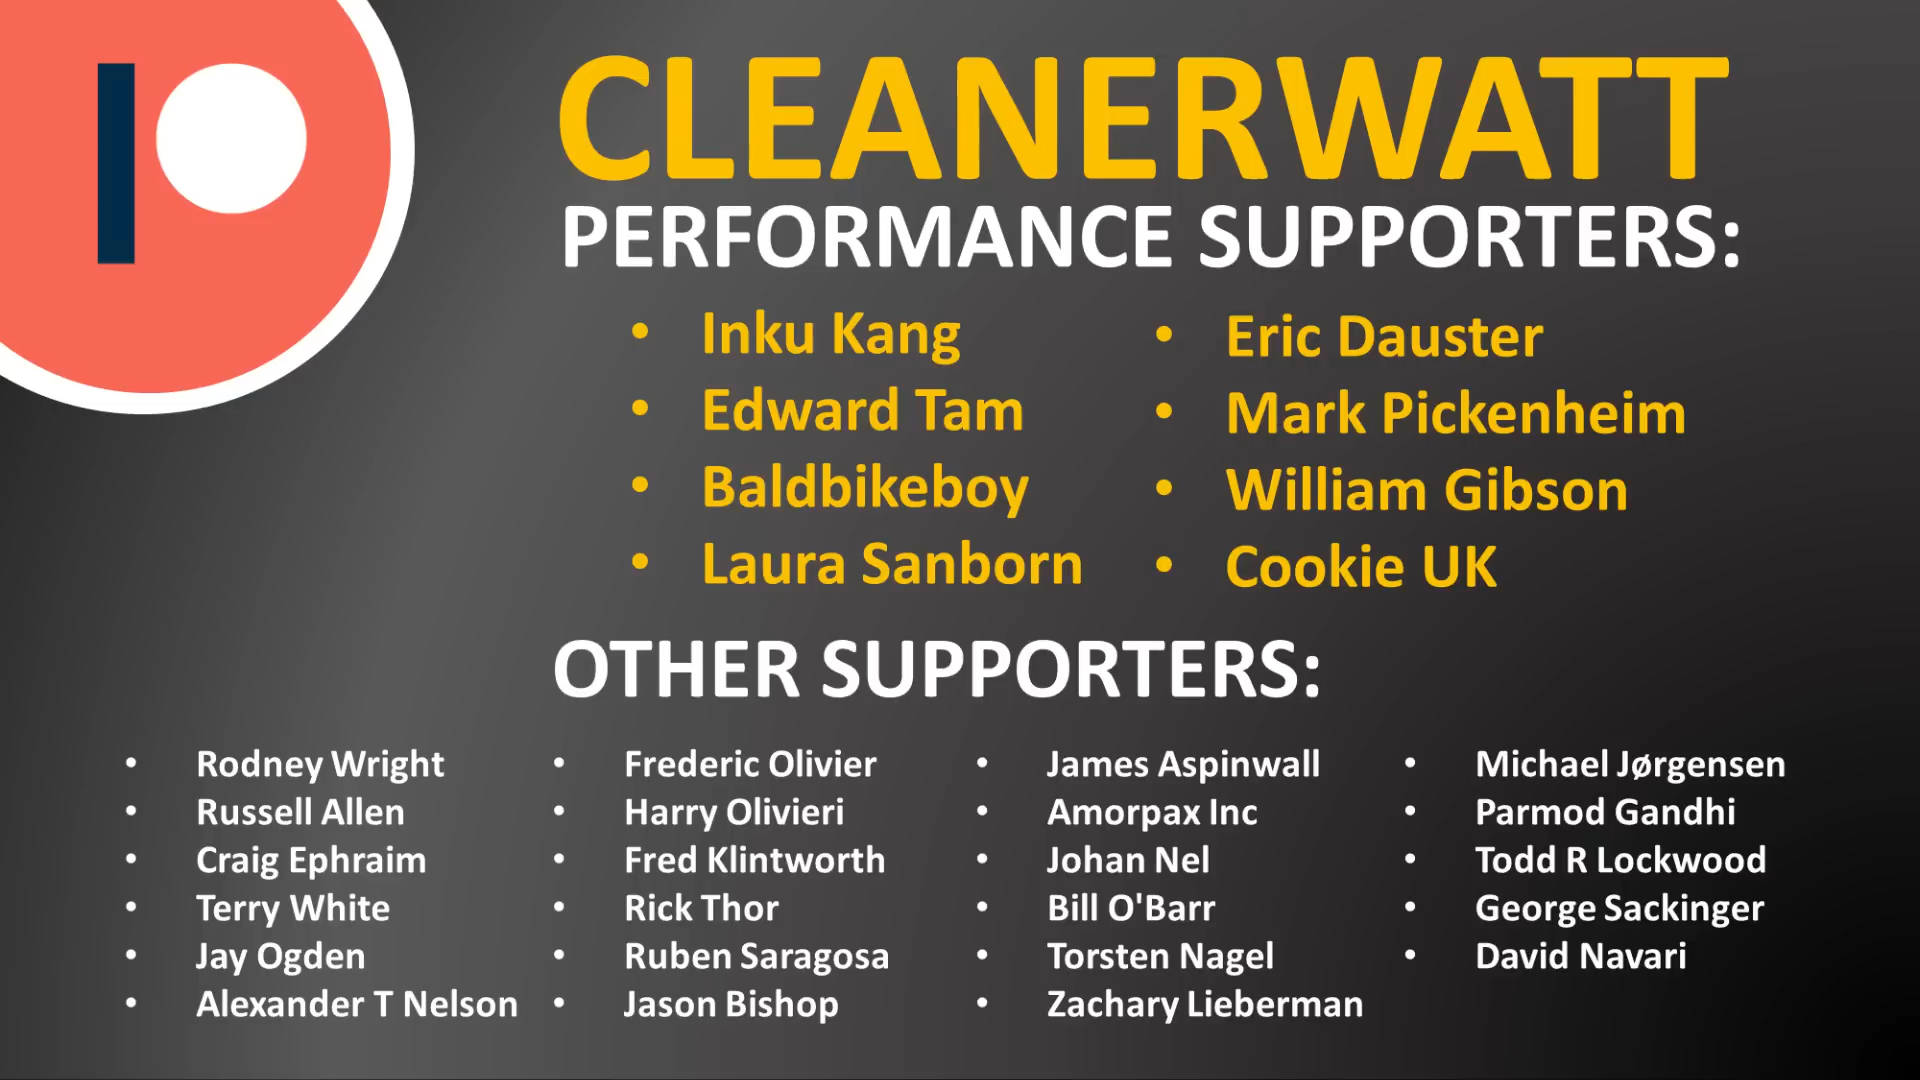 CLEANERWATT
PERFORMANCE SUPPORTERS:
• Inku Kang
• Edward Tam
• Baldbikeboy
• Laura Sanborn
• Eric Dauster
• Mark Pickenheim
• William Gibson
• Cookie UK
OTHER SUPPORTERS:
• Rodney Wright
• Russell Allen
• Craig Ephraim
• Terry White
• Jay Ogden
• Alexander T Nelson
• Frederic Olivier
• Harry Olivieri
• Fred Klintworth
• Rick Thor
• Ruben Saragosa
• Jason Bishop
• James Aspinwall
• Amorpax Inc
• Johan Nel
• Bill O'Barr
• Torsten Nagel
• Zachary Lieberman
• Michael Jørgensen
• Parmod Gandhi
• Todd R Lockwood
• George Sackinger
• David Navari